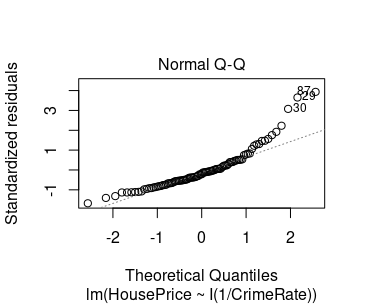 Normal Q-Q
Standardized residuals
3
1
-1
87
29
30
-2
-1
0
1
2
Theoretical Quantiles
lm(HousePrice ~ I(1/CrimeRate))